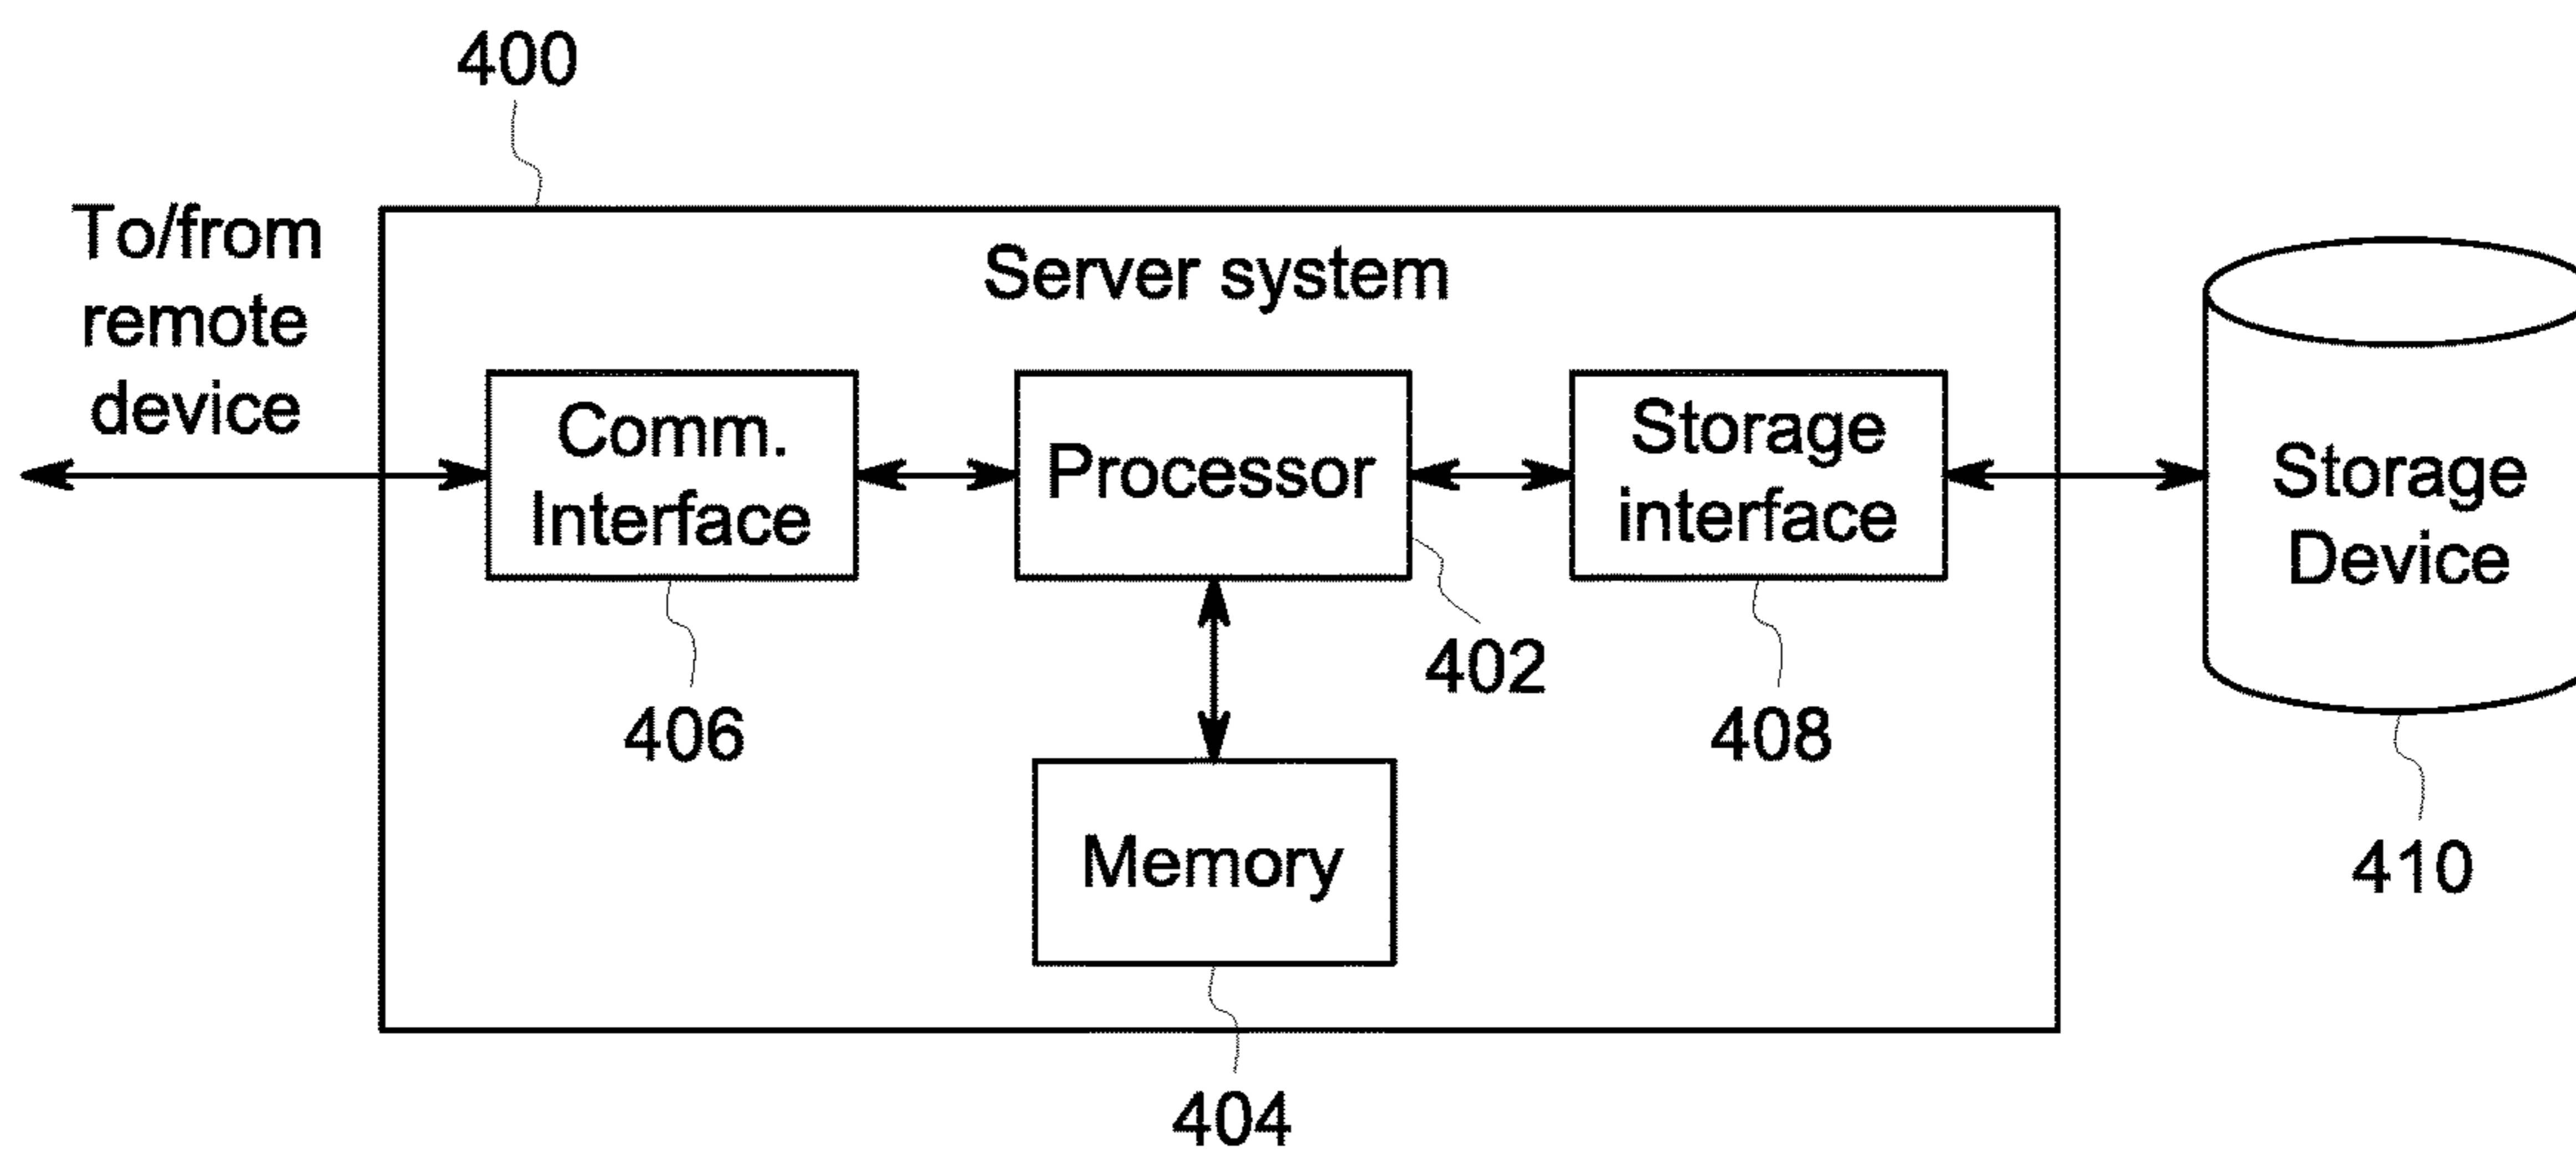 400
To/from
remote
device
Server system
Comm.
Interface
Processor
Storage
interface
Storage
Device
402
406
408
Memory
410
404